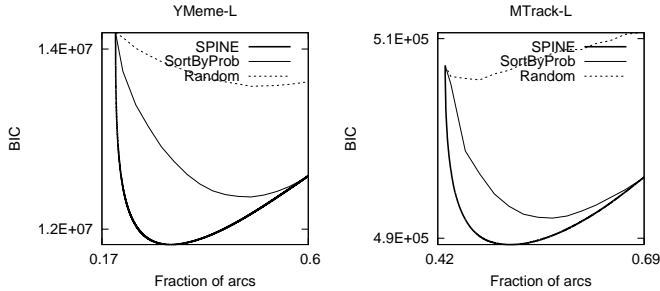 YMeme-L
1.4E+07
SPINE
SortByProb
Random
BIC
1.2E+07
0.17
0.6
Fraction of arcs
MTrack-L
5.1E+05
SPINE
SortByProb
Random
BIC
4.9E+05
0.42
0.69
Fraction of arcs